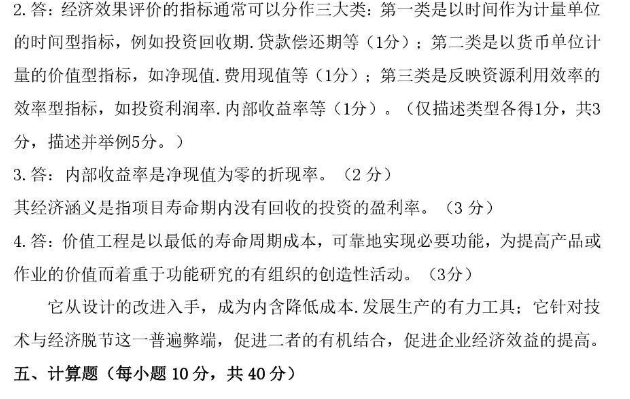 2.答：经济效果评价的指标通常可以分作三大类：第一类是以时间作为计量单位
的时间型指标，例如投资回收期.贷款偿还期等（1分）；第二类是以货币单位计
量的价值型指标，如净现值.费用现值等（1分）；第三类是反映资源利用效率的
效率型指标，如投资利润率.内部收益率等（1分）。（仅描述类型各得1分，共3
分，描述并举例5分。）
3.答：内部收益率是净现值为零的折现率。（2 分）
其经济涵义是指项目寿命期内没有回收的投资的盈利率。（3 分）
4.答：价值工程是以最低的寿命周期成本，可靠地实现必要功能，为提高产品或
作业的价值而着重于功能研究的有组织的创造性活动。（3分）
它从设计的改进入手，成为内含降低成本.发展生产的有力工具；它针对技
术与经济脱节这一普遍弊端，促进二者的有机结合，促进企业经济效益的提高。
五、计算题（每小题 10 分，共 40 分）